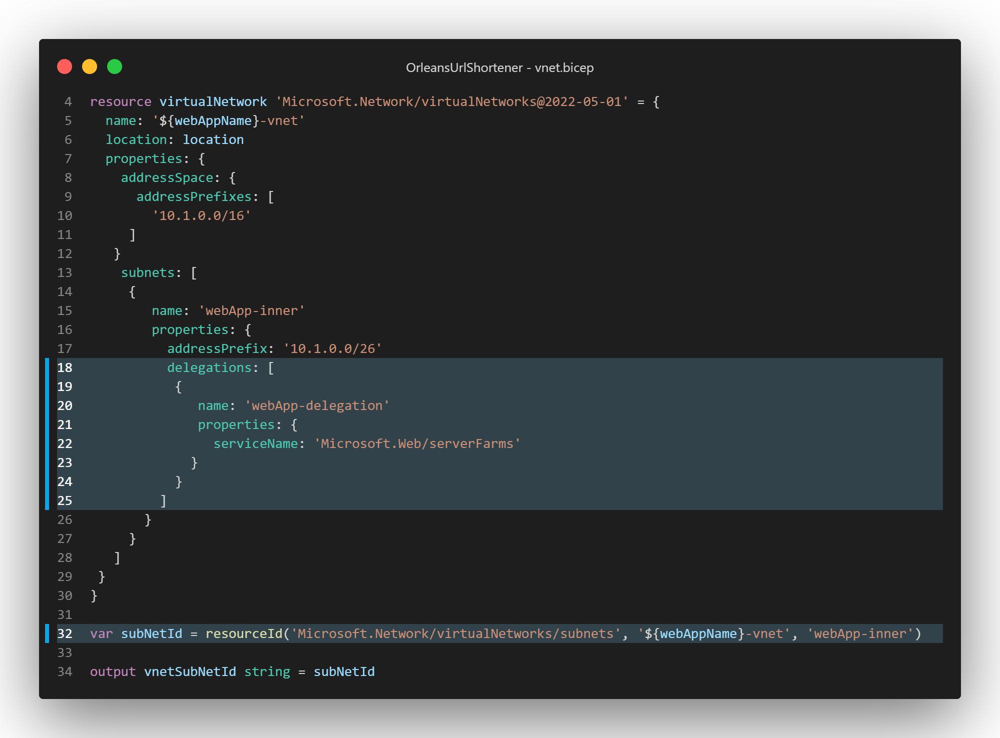 OrleansUrlShortener - vnet.bicep
4 resource virtualNetwork 'Microsoft.Network/virtualNetworks@2022-05-01' = {
5   name: '${webAppName}-vnet'
6   location: location
7   properties: {
8     addressSpace: {
9       addressPrefixes: [
10         '10.1.0.0/16'
11      ]
12    }
13     subnets: [
14      {
15         name: 'webApp-inner'
16         properties: {
17           addressPrefix: '10.1.0.0/26'
18           delegations: [
19            {
20               name: 'webApp-delegation'
21               properties: {
22                 serviceName: 'Microsoft.Web/serverFarms'
23              }
24            }
25          ]
26        }
27      }
28    ]
29  }
30 }
31
32 var subNetId = resourceId('Microsoft.Network/virtualNetworks/subnets', '${webAppName}-vnet', 'webApp-inner')
33
34 output vnetSubNetId string = subNetId